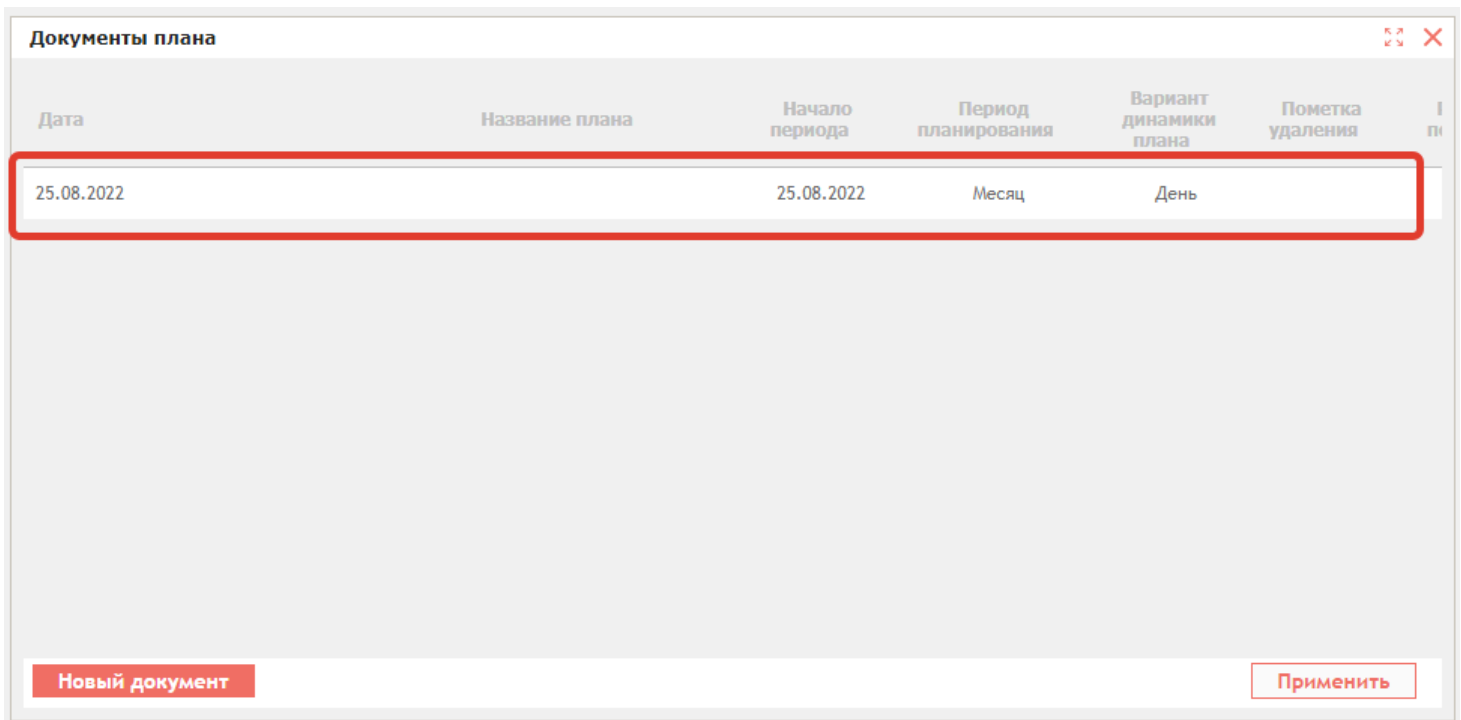 Документы плана
Дата Название плана Начало периода Период планирования Вариант динамики плана Пометка удаления
25.08.2022 25.08.2022 Месяц День
Новый документ Применить